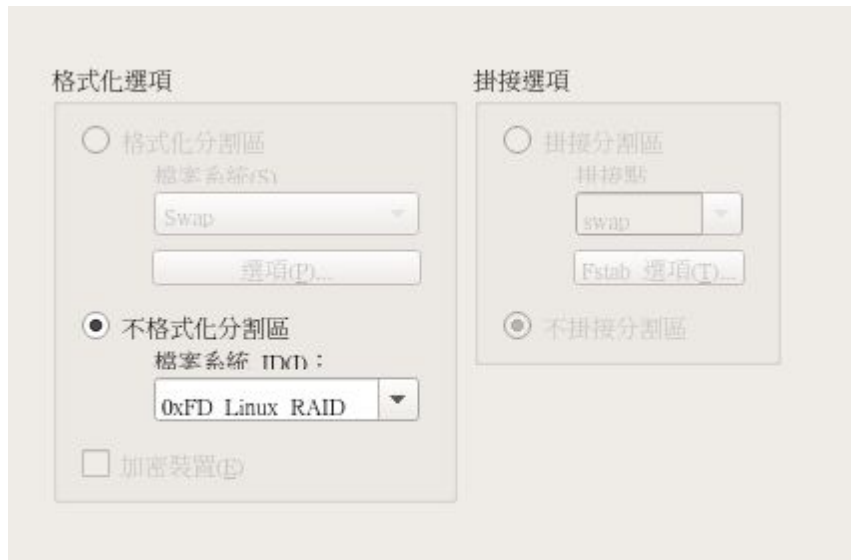 格式化選項
格式化分割區
檔案系統(S)
Swap
選項(P)...
不格式化分割區
檔案系統 ID(I)：
0xFD Linux RAID
加密裝置(E)
掛接選項
掛接分割區
掛接點
swap
Fstab 選項(T)...
不掛接分割區